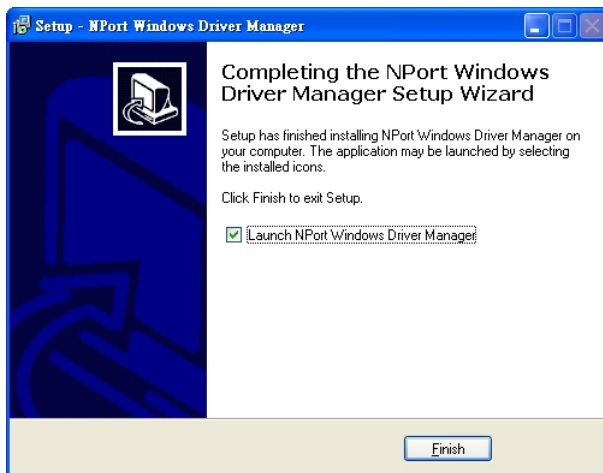 Setup - NPort Windows Driver Manager
Completing the NPort Windows
Driver Manager Setup Wizard
Setup has finished installing NPort Windows Driver Manager on
your computer. The application may be launched by selecting
the installed icons.
Click Finish to exit Setup.
Launch NPort Windows Driver Manager
Finish